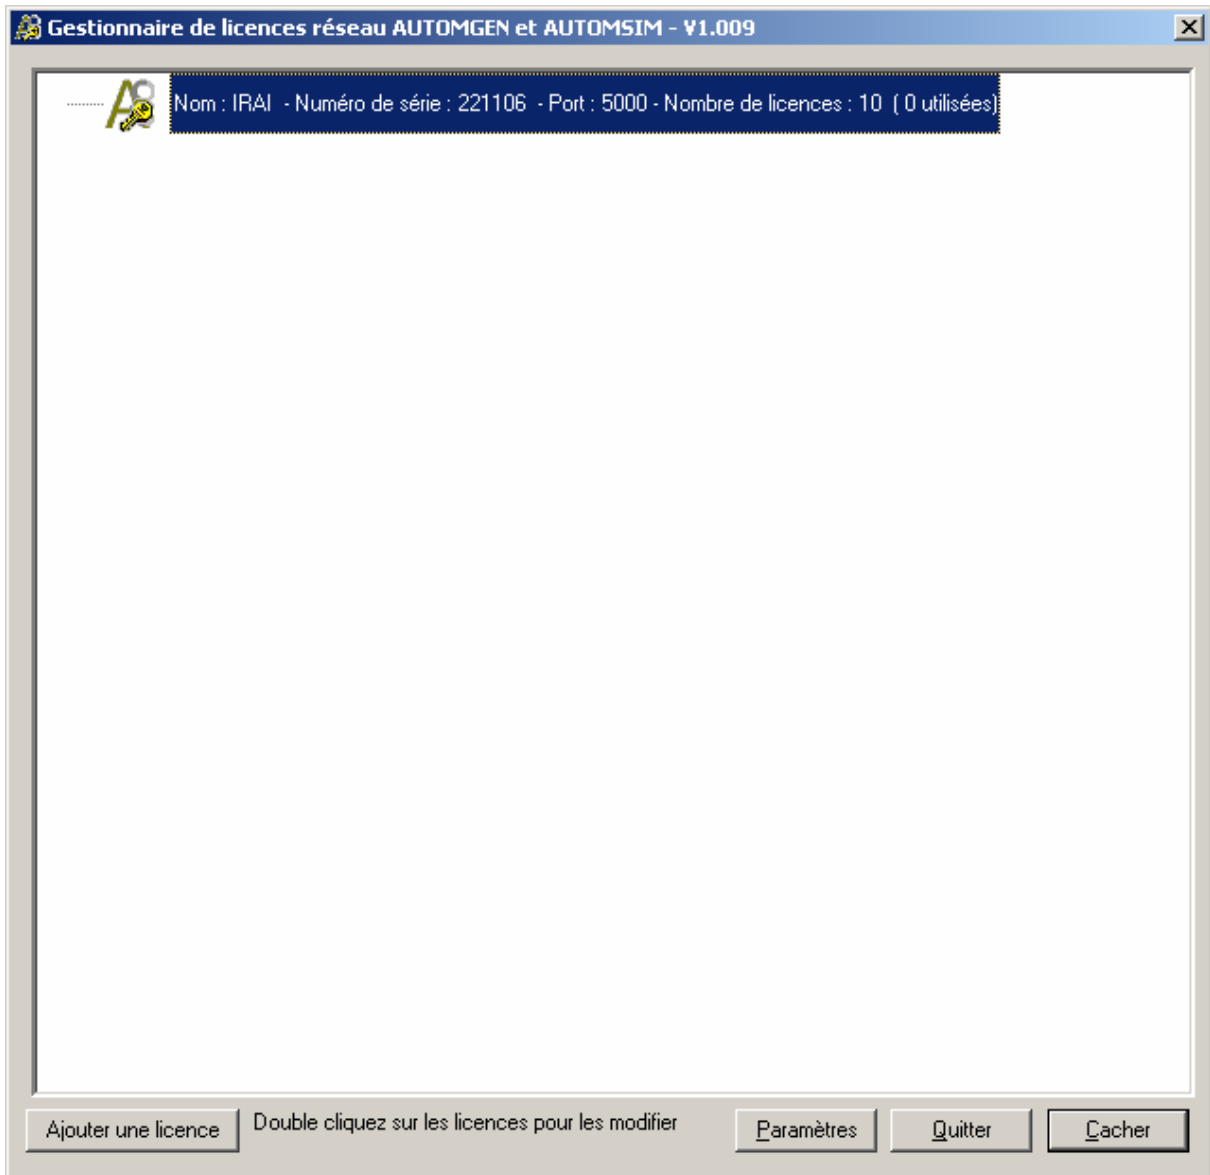 Gestionnaire de licences réseau AUTOMGEN et AUTOMSIM - V1.009
Nom : IRAI - Numéro de série : 221106 - Port : 5000 - Nombre de licences : 10 ( 0 utilisées)
Ajouter une licence
Double cliquez sur les licences pour les modifier
Paramètres
Quitter
Cacher